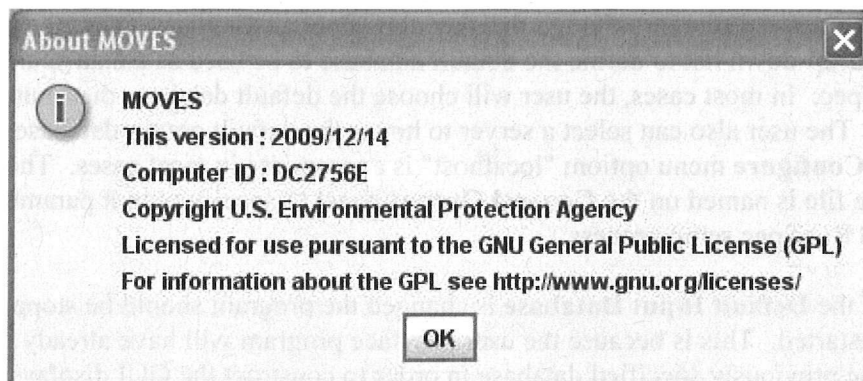 About MOVES
MOVES
This version : 2009/12/14
Computer ID : DC2756E
Copyright U.S. Environmental Protection Agency
Licensed for use pursuant to the GNU General Public License (GPL)
For information about the GPL see http://www.gnu.org/licenses/
OK